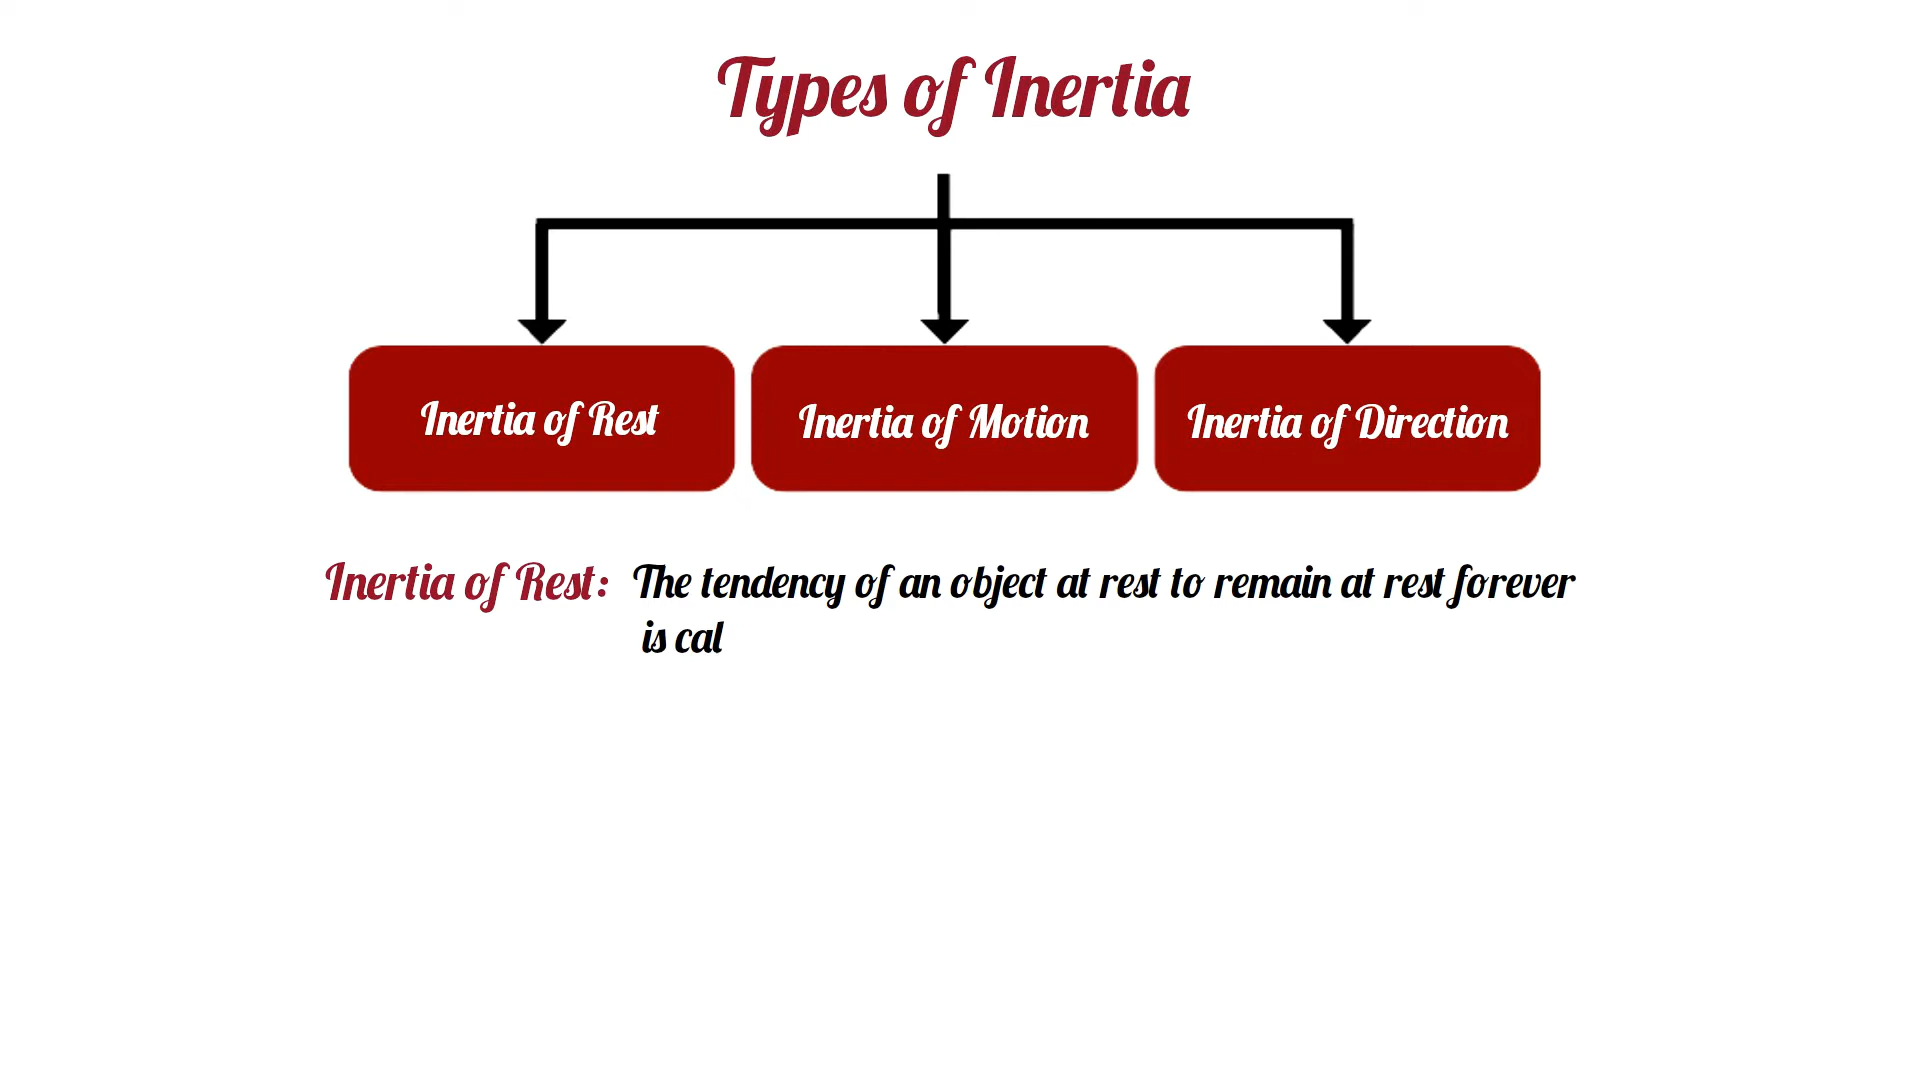 Types of Inertia
Inertia of Rest
Inertia of Motion
Inertia of Direction
Inertia of Rest: The tendency of an object at rest to remain at rest forever
is cal